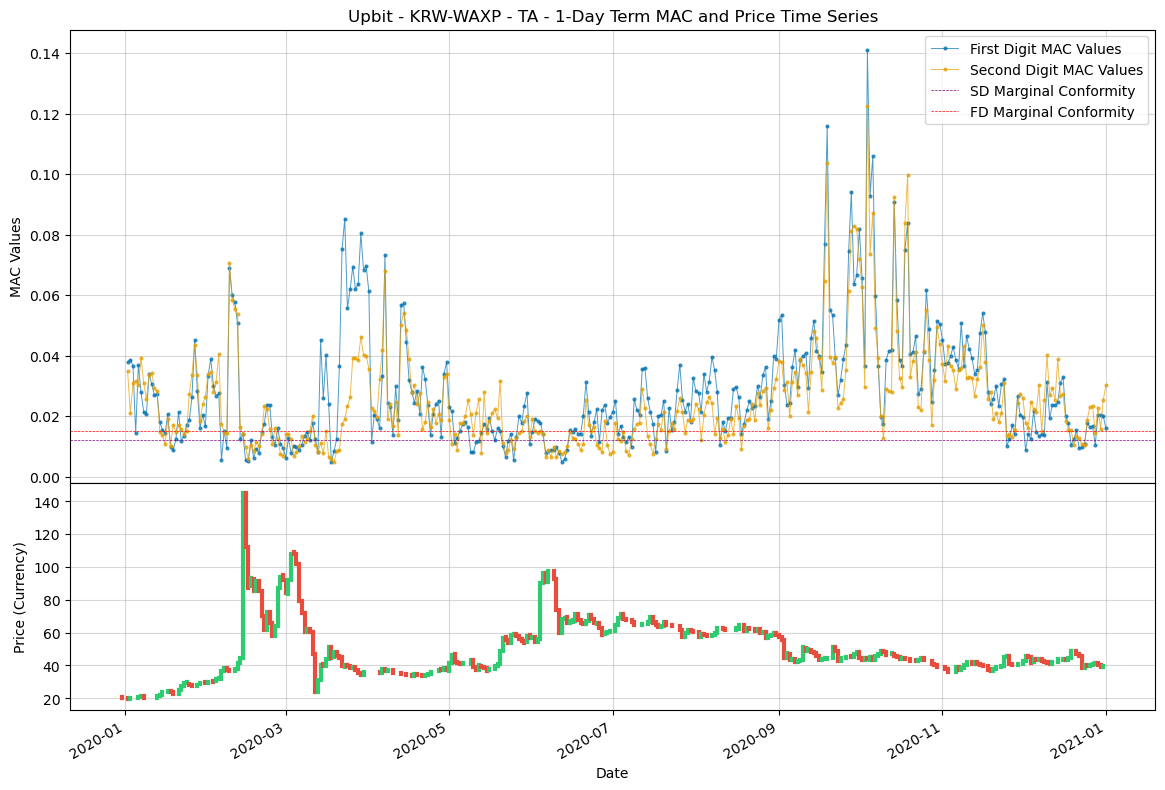 Upbit - KRW-WAXP - TA - 1-Day Term MAC and Price Time Series
First Digit MAC Values
Second Digit MAC Values
SD Marginal Conformity
FD Marginal Conformity
MAC Values
0.14
0.12
0.10
0.08
0.06
0.04
0.02
0.00
Price (Currency)
140
120
100
80
60
40
20
2020-01
2020-03
2020-05
2020-07
2020-09
2020-11
2021-01
Date